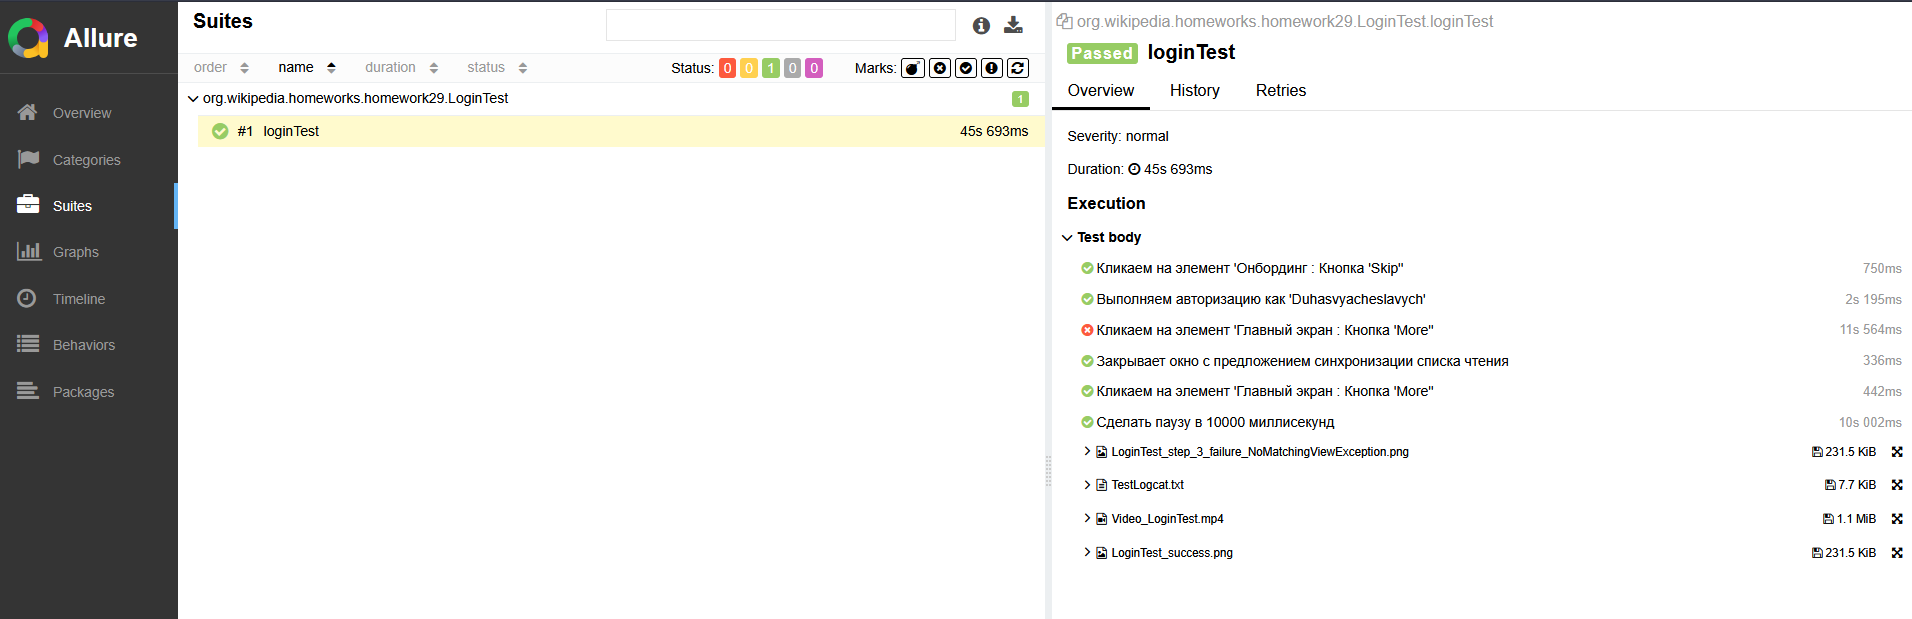 Allure
Overview
Categories
Suites
Graphs
Timeline
Behaviors
Packages
Suites
order name duration status Status: 0 0 1 0 0 Marks:
org.wikipedia.homeworks.homework29.LoginTest 1
#1 loginTest 45s 693ms
org.wikipedia.homeworks.homework29.LoginTest.loginTest
Passed loginTest
Overview History Retries
Severity: normal
Duration: 45s 693ms
Execution
Test body
Кликаем на элемент 'Онбординг : Кнопка 'Skip'' 750ms
Выполняем авторизацию как 'Duhasvyacheslavych' 2s 195ms
Кликаем на элемент 'Главный экран : Кнопка 'More'' 11s 564ms
Закрывает окно с предложением синхронизации списка чтения 336ms
Кликаем на элемент 'Главный экран : Кнопка 'More'' 442ms
Сделать паузу в 10000 миллисекунд 10s 002ms
LoginTest_step_3_failure_NoMatchingViewException.png 231.5 KiB
TestLogcat.txt 7.7 KiB
Video_LoginTest.mp4 1.1 MiB
LoginTest_success.png 231.5 KiB